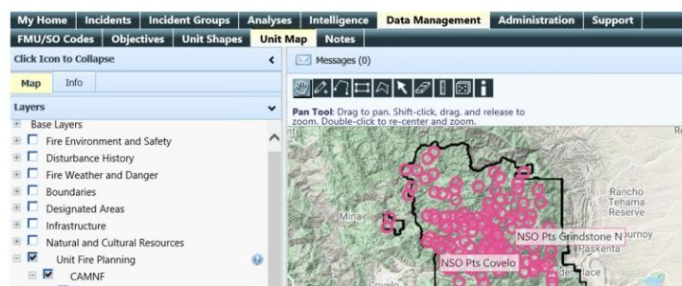 My Home Incidents Incident Groups Analyses Intelligence Data Management Administration Support
FMU/SO Codes Objectives Unit Shapes Unit Map Notes
Click Icon to Collapse
Messages (0)
Map Info
Layers
Pan Tool: Drag to pan. Shift-click, drag, and release to
zoom. Double-click to re-center and zoom.
Base Layers
Fire Environment and Safety
Disturbance History
Fire Weather and Danger
Boundaries
Designated Areas
Infrastructure
Natural and Cultural Resources
Unit Fire Planning
CAMNF
Rancho
Tehama
Reserve
Mina
NSO Pts Grindstone N
Paskenta
NSO Pts Covelo
Covelo